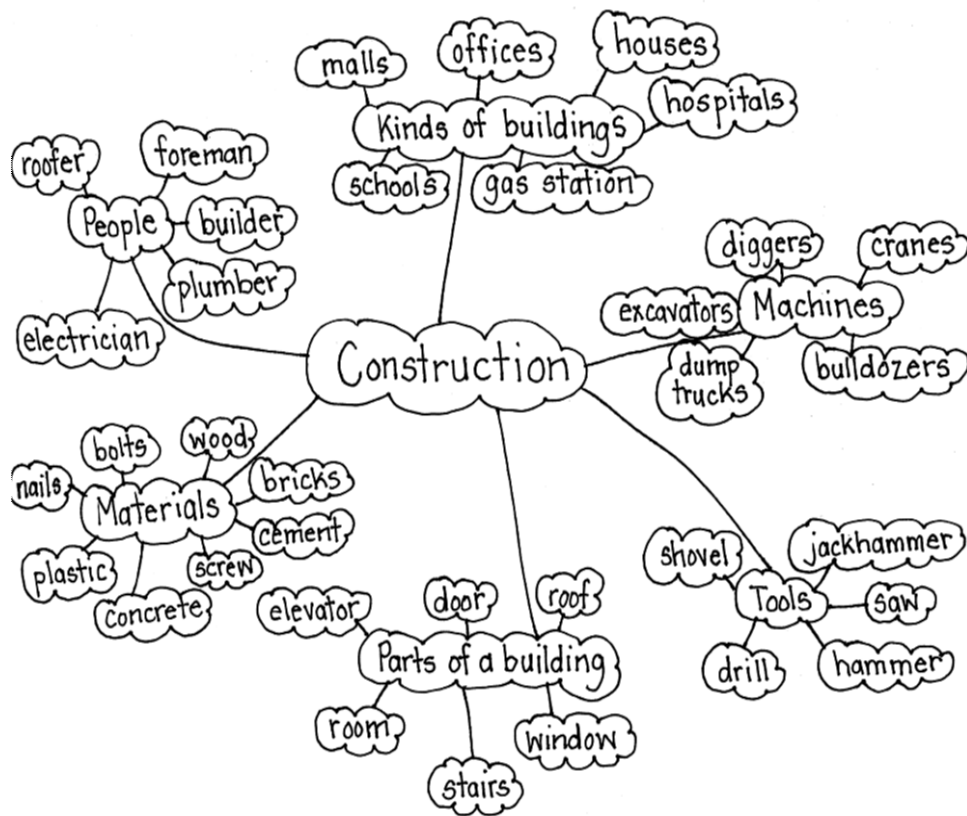 malls
offices
houses
hospitals
Kinds of buildings
schools
gas station
roofer
foreman
People
builder
plumber
electrician
diggers
cranes
excavators
Machines
dump
trucks
bulldozers
Construction
bolts
wood
nails
bricks
Materials
cement
plastic
screw
concrete
shovel
jackhammer
Tools
saw
drill
hammer
elevator
door
roof
Parts of a building
room
window
stairs